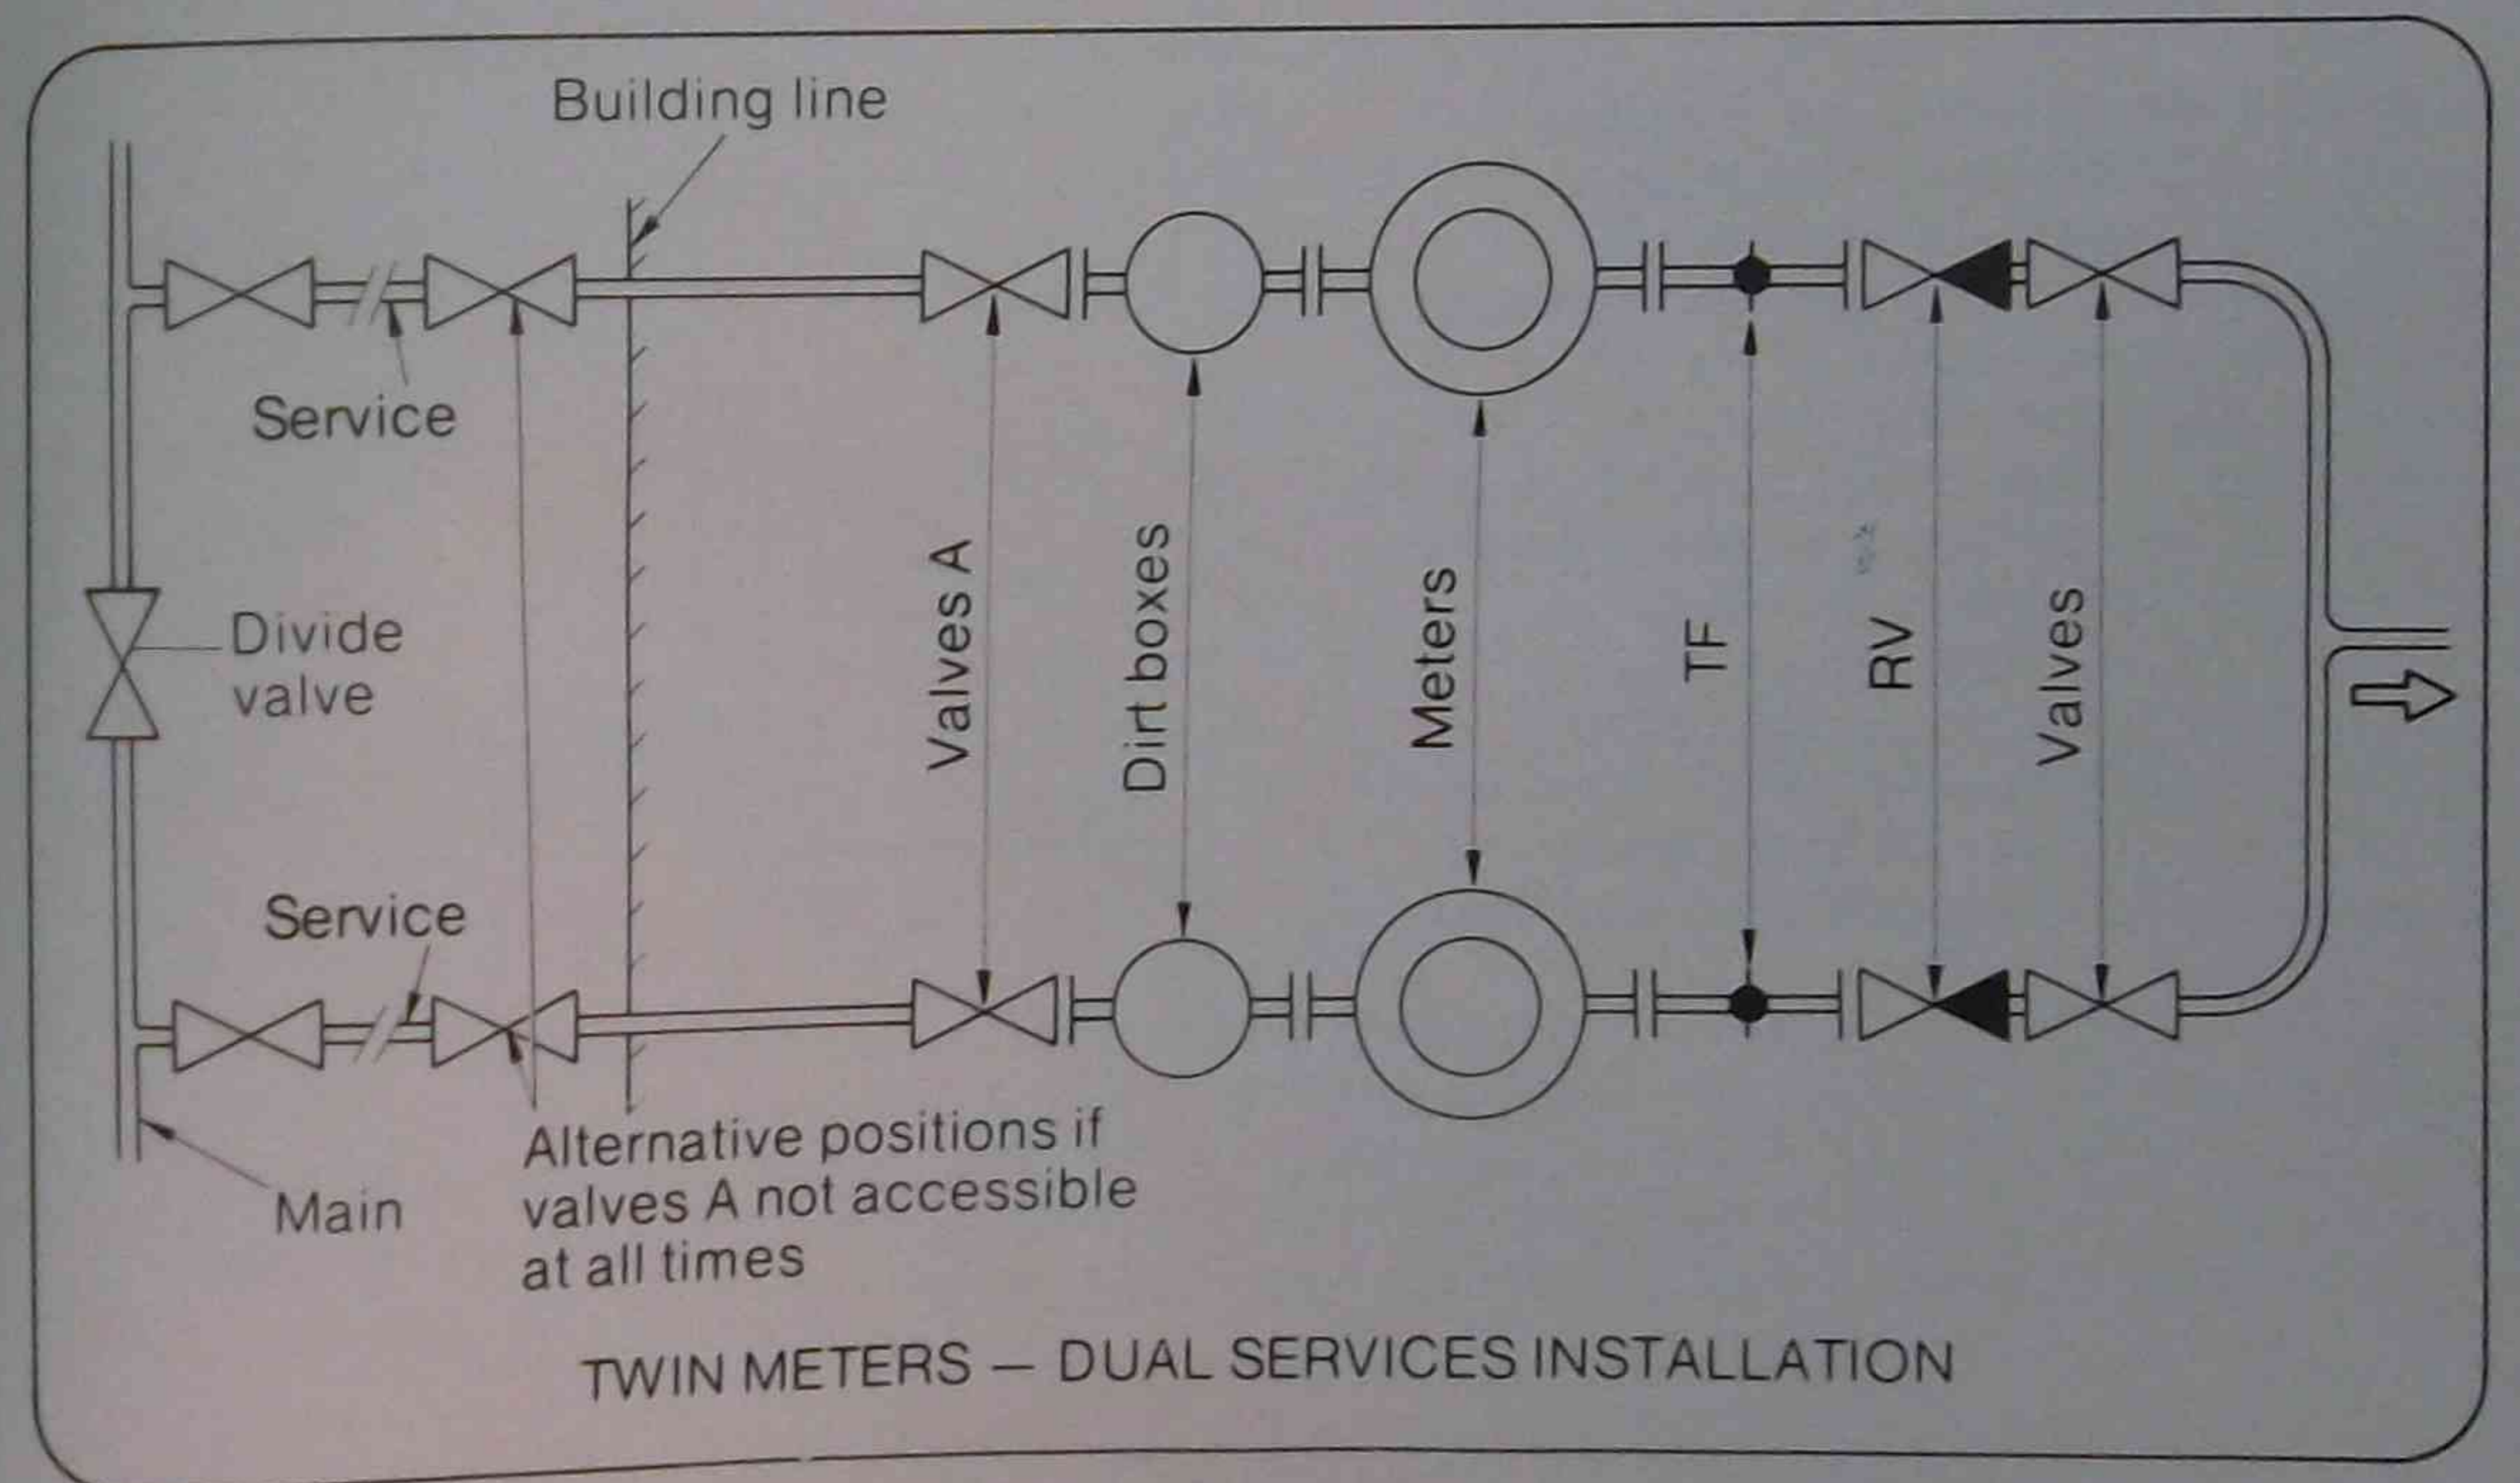 Building line
Service
Divide
valve
Valves A
Dirt boxes
Meters
TF
RV
Valves
Service
Main
Alternative positions if
valves A not accessible
at all times
TWIN METERS — DUAL SERVICES INSTALLATION